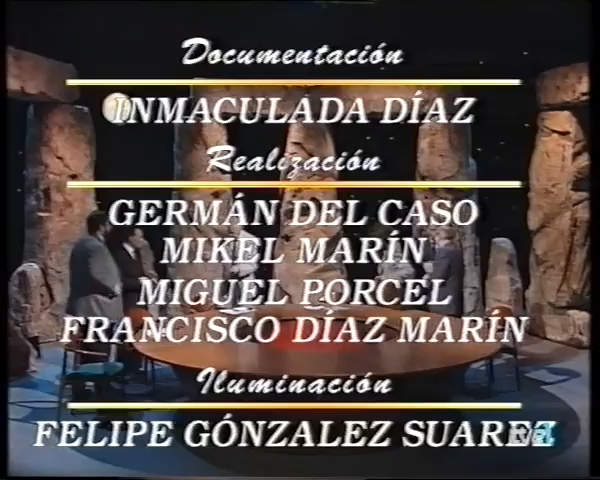 Documentación
INMACULADA DÍAZ
Realización
GERMÁN DEL CASO
MIKEL MARÍN
MIGUEL PORCEL
FRANCISCO DÍAZ MARÍN
Iluminación
FELIPE GÓNZALEZ SUAREZ